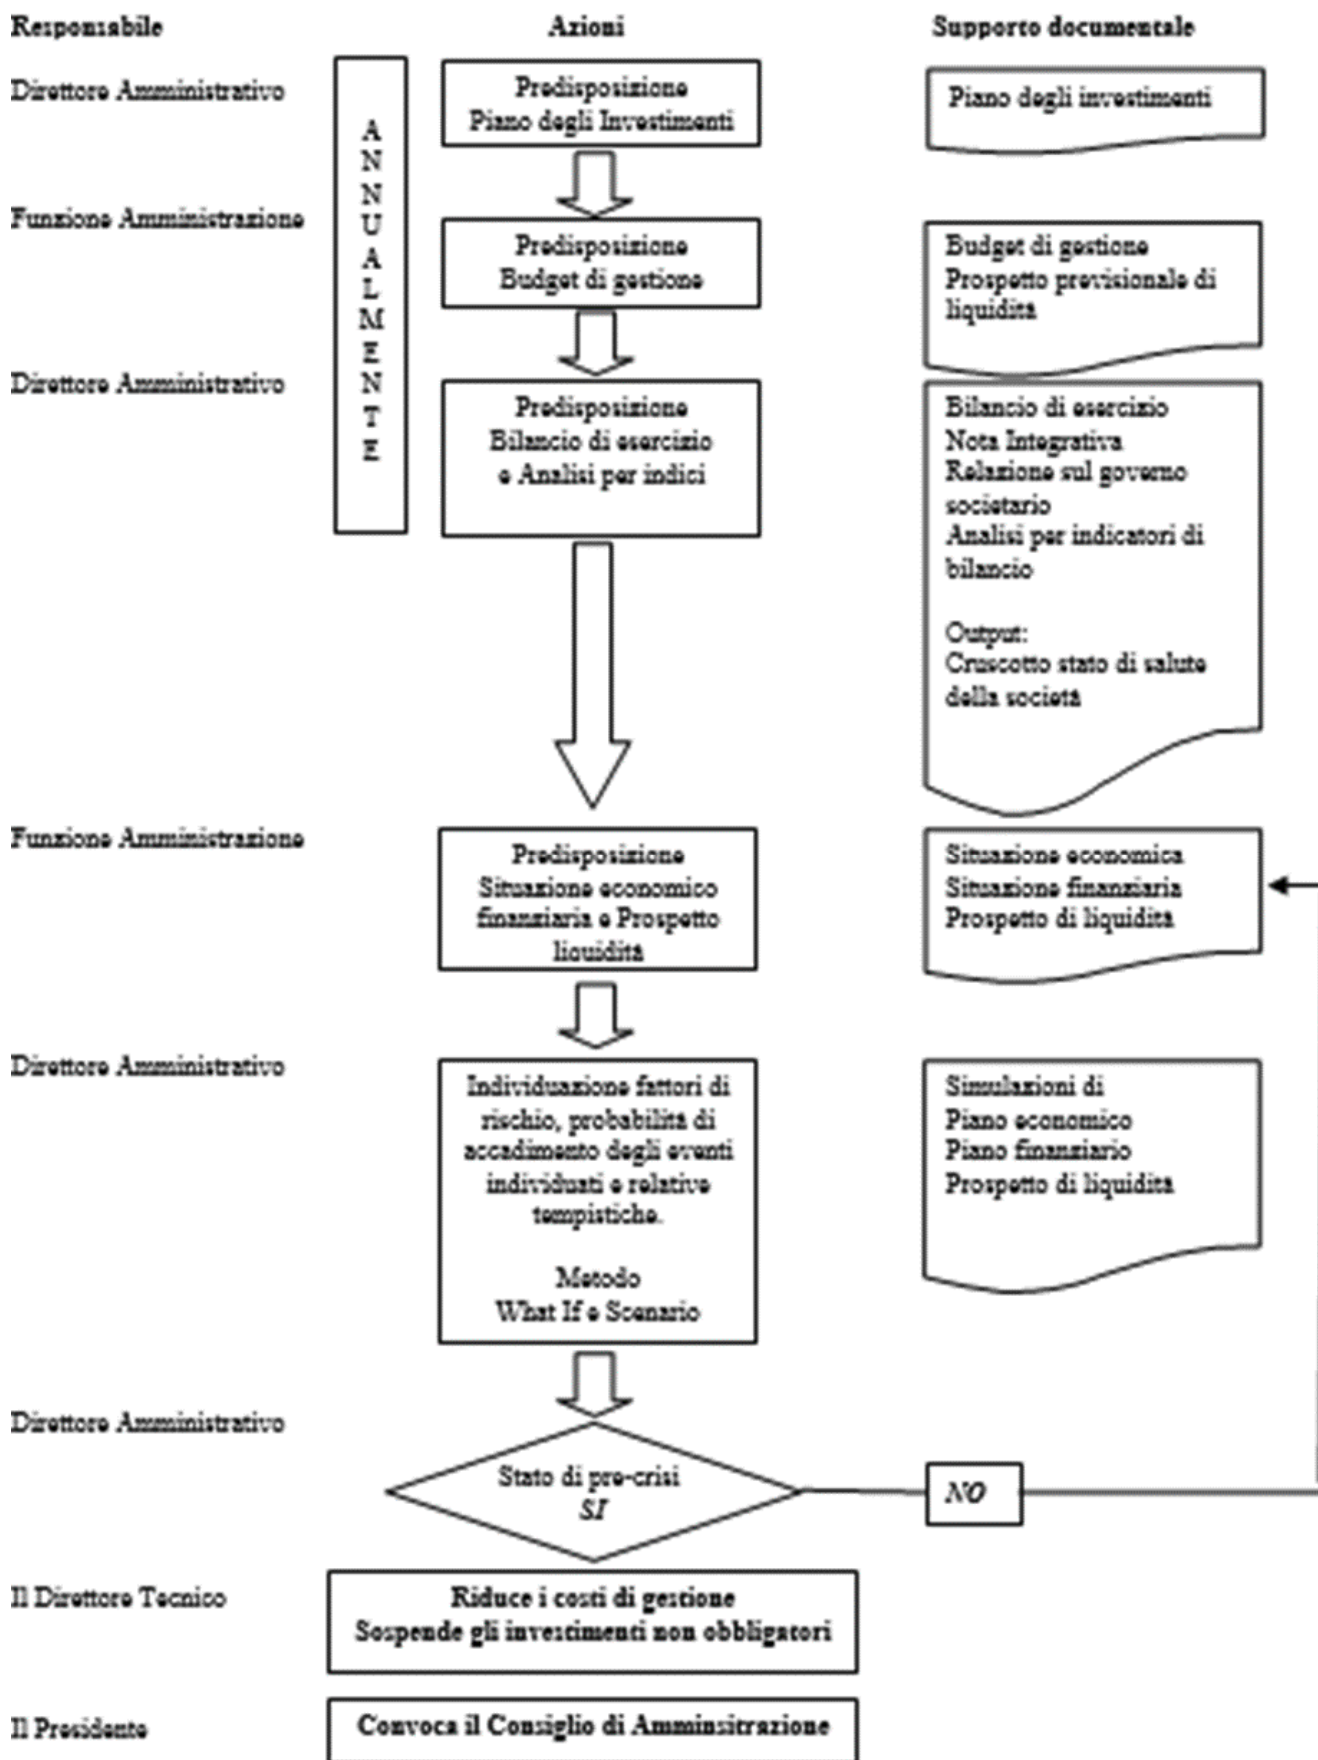 Responsabile
Azioni
Supporto documentale
Direttore Amministrativo
ANNUALMENTE
Predisposizione
Piano degli Investimenti
Piano degli investimenti
Funzione Amministrazione
Predisposizione
Budget di gestione
Budget di gestione
Prospetto previsionale di
liquidità
Direttore Amministrativo
Predisposizione
Bilancio di esercizio
e Analisi per indici
Bilancio di esercizio
Nota Integrativa
Relazione sul governo
societario
Analisi per indicatori di
bilancio
Output:
Cruscotto stato di salute
della società
Funzione Amministrazione
Predisposizione
Situazione economico
finanziaria e Prospetto
liquidità
Situazione economica
Situazione finanziaria
Prospetto di liquidità
Direttore Amministrativo
Individuazione fattori di
rischio, probabilità di
accadimento degli eventi
individuati e relative
tempistiche.
Metodo
What If e Scenario
Simulazioni di
Piano economico
Piano finanziario
Prospetto di liquidità
Direttore Amministrativo
Stato di pre-crisi
SI
NO
Il Direttore Tecnico
Riduce i costi di gestione
Sospende gli investimenti non obbligatori
Il Presidente
Convoca il Consiglio di Amminsitrazione